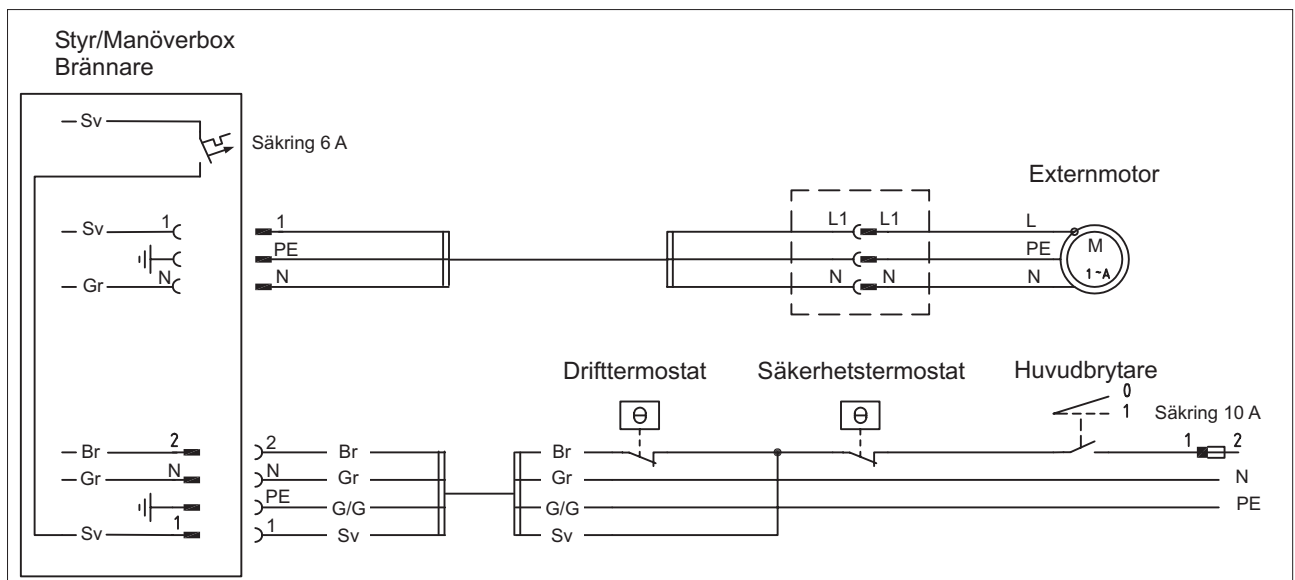 Styr/Manöverbox
Brännare
Sv
Säkring 6 A
Externmotor
Sv 1 1 L1 L1 L
PE PE M
1~A
Gr N N N N N
Drifttermostat Säkerhetstermostat Huvudbrytare
0
1 Säkring 10 A
θ θ
Br 2 2 Br Br 1 2
Gr N N Gr Gr N
PE G/G G/G PE
Sv 1 1 Sv Sv